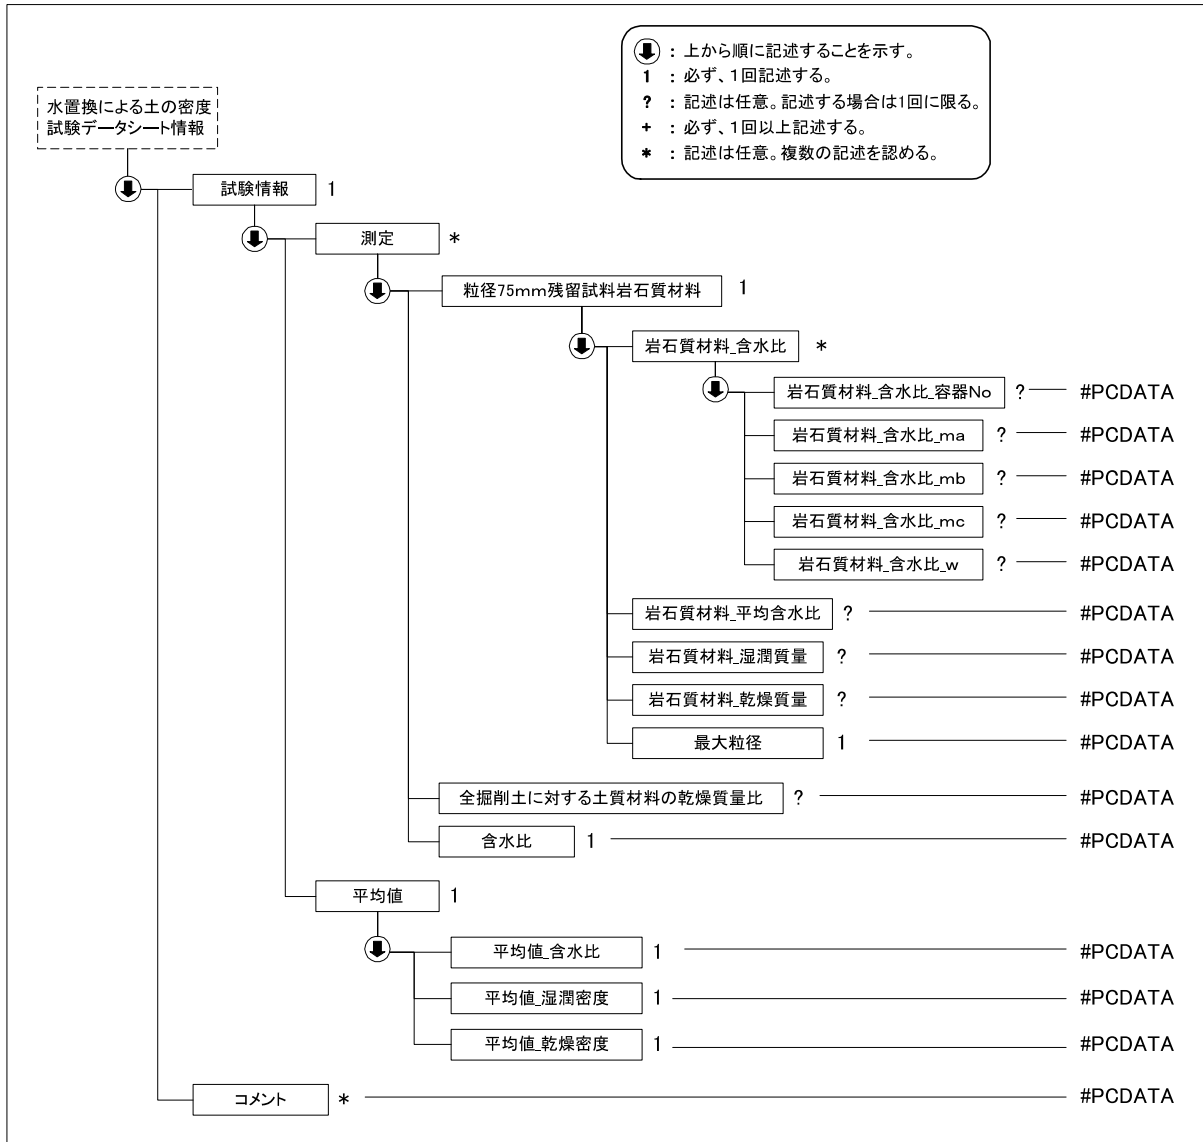 : 上から順に記述することを示す。
1 : 必ず、1回記述する。
? : 記述は任意。記述する場合は1回に限る。
+ : 必ず、1回以上記述する。
* : 記述は任意。複数の記述を認める。
水置換による土の密度
試験データシート情報
試験情報 1
測定 *
粒径75mm残留試料岩石質材料 1
岩石質材料_含水比 *
岩石質材料_含水比_容器No ? #PCDATA
岩石質材料_含水比_ma ? #PCDATA
岩石質材料_含水比_mb ? #PCDATA
岩石質材料_含水比_mc ? #PCDATA
岩石質材料_含水比_w ? #PCDATA
岩石質材料_平均含水比 ? #PCDATA
岩石質材料_湿潤質量 ? #PCDATA
岩石質材料_乾燥質量 ? #PCDATA
最大粒径 1 #PCDATA
全掘削土に対する土質材料の乾燥質量比 ? #PCDATA
含水比 1 #PCDATA
平均値 1
平均値_含水比 1 #PCDATA
平均値_湿潤密度 1 #PCDATA
平均値_乾燥密度 1 #PCDATA
コメント * #PCDATA